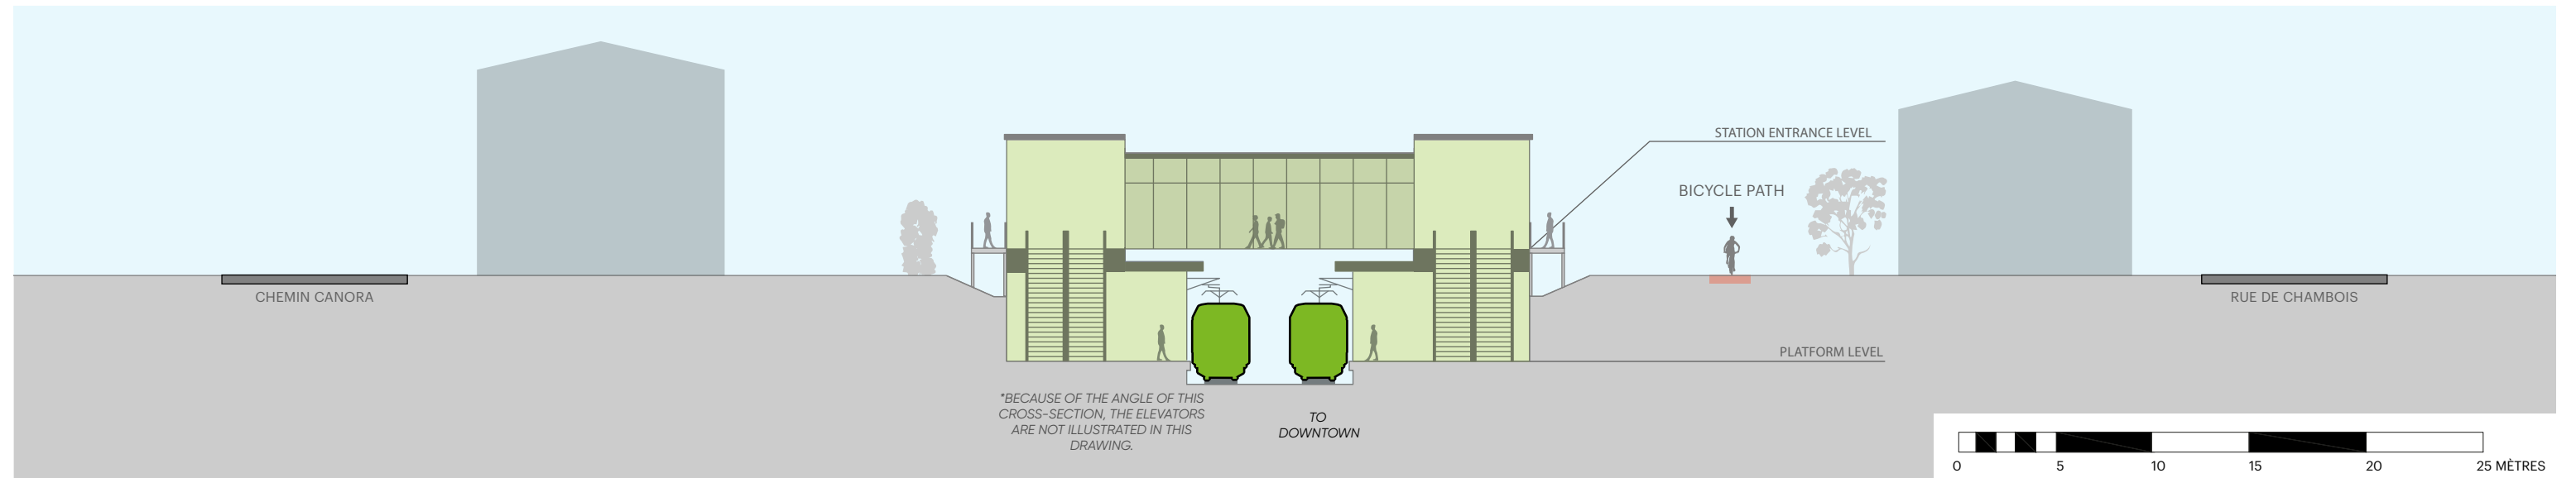 STATION ENTRANCE LEVEL
BICYCLE PATH
CHEMIN CANORA
RUE DE CHAMBOIS
PLATFORM LEVEL
*BECAUSE OF THE ANGLE OF THIS
CROSS-SECTION, THE ELEVATORS
ARE NOT ILLUSTRATED IN THIS
DRAWING.
TO
DOWNTOWN
0 5 10 15 20 25 MÈTRES